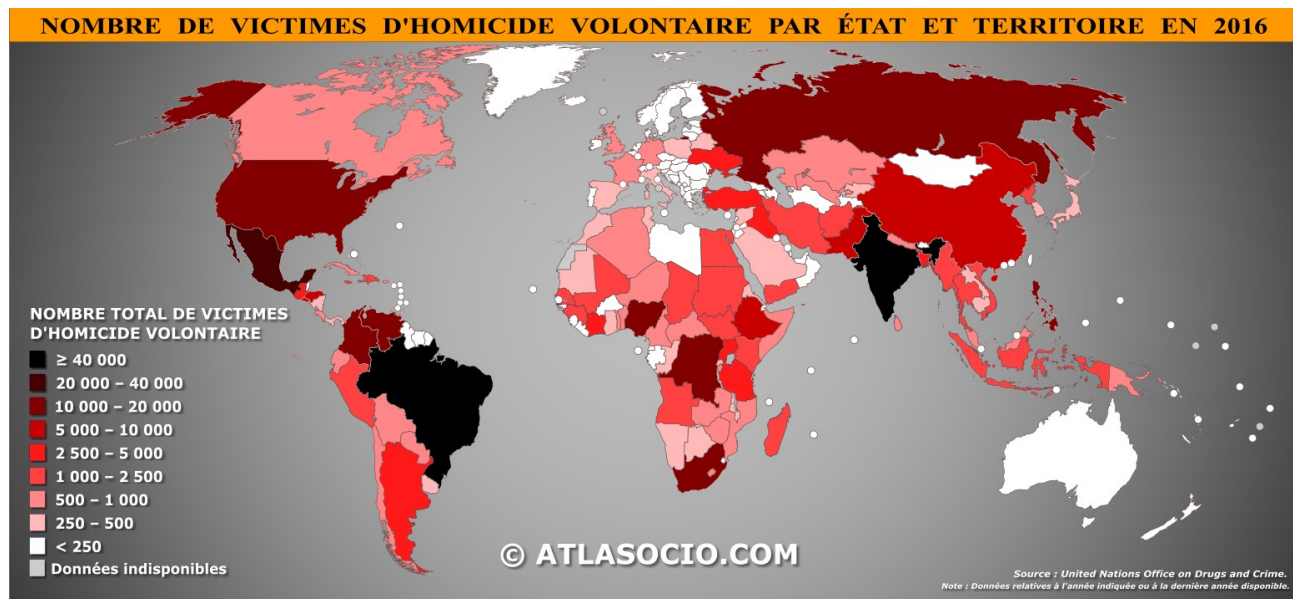 NOMBRE DE VICTIMES D'HOMICIDE VOLONTAIRE PAR ÉTAT ET TERRITOIRE EN 2016
NOMBRE TOTAL DE VICTIMES
D'HOMICIDE VOLONTAIRE
≥ 40 000
20 000 – 40 000
10 000 – 20 000
5 000 – 10 000
2 500 – 5 000
1 000 – 2 500
500 – 1 000
250 – 500
< 250
Données indisponibles
© ATLASOCIO.COM
Source : United Nations Office on Drugs and Crime.
Note : Données relatives à l'année indiquée ou à la dernière année disponible.